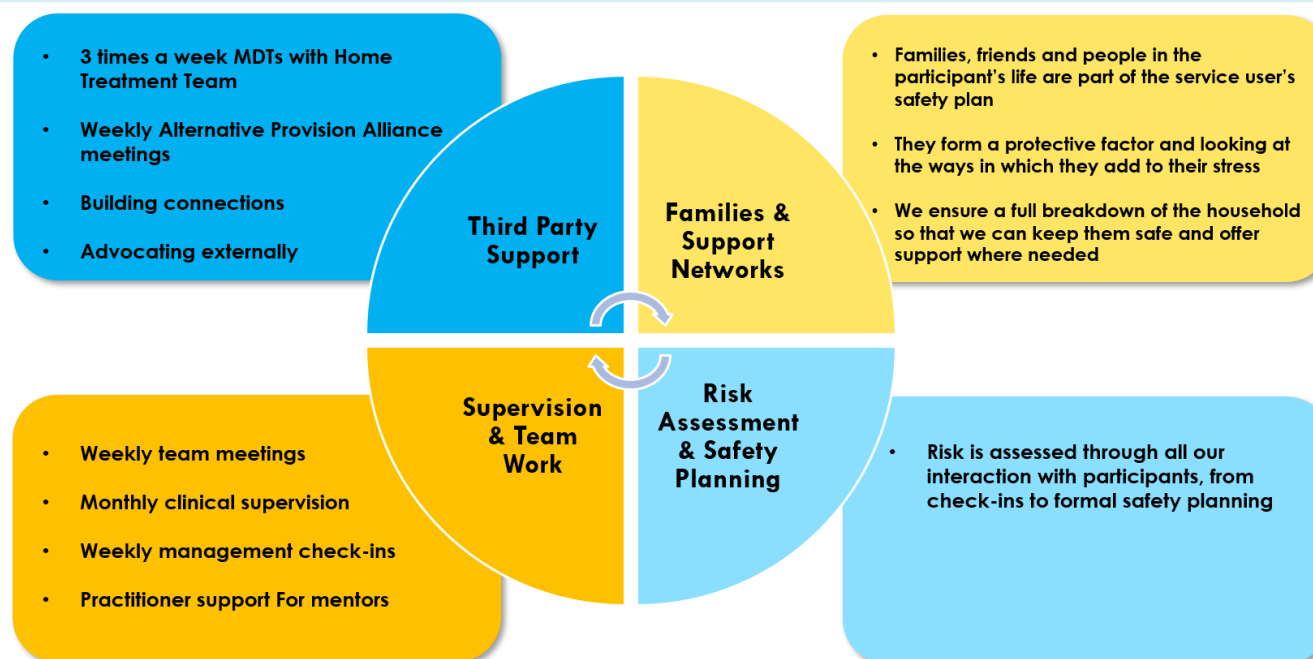 • 3 times a week MDTs with Home
Treatment Team
• Weekly Alternative Provision Alliance
meetings
• Building connections
• Advocating externally
Third Party
Support
Families &
Support
Networks
• Families, friends and people in the
participant's life are part of the service user's
safety plan
• They form a protective factor and looking at
the ways in which they add to their stress
• We ensure a full breakdown of the household
so that we can keep them safe and offer
support where needed
• Weekly team meetings
• Monthly clinical supervision
• Weekly management check-ins
• Practitioner support For mentors
Supervision
& Team
Work
Risk
Assessment
& Safety
Planning
• Risk is assessed through all our
interaction with participants, from
check-ins to formal safety planning